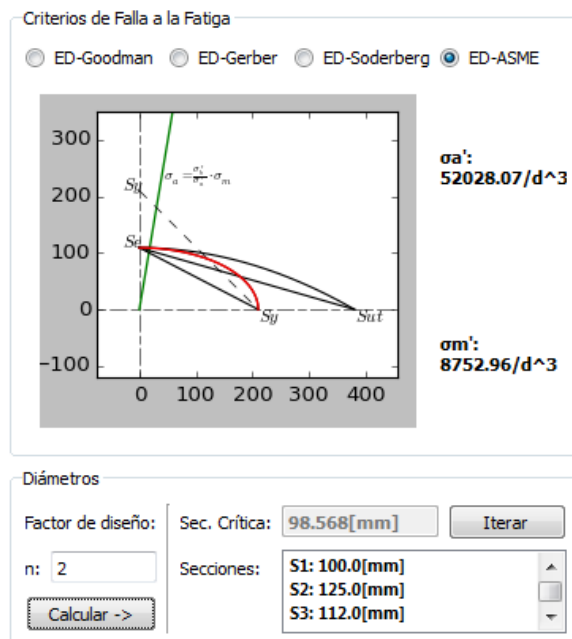 Criterios de Falla a la Fatiga
ED-Goodman ED-Gerber ED-Soderberg ED-ASME
300
200
100
0
−100
0 100 200 300 400
Sy
Se
Sy
Sut
σa':
52028.07/d^3
σm':
8752.96/d^3
Diámetros
Factor de diseño:
n: 2
Calcular ->
Sec. Crítica: 98.568[mm] Iterar
Secciones:
S1: 100.0[mm]
S2: 125.0[mm]
S3: 112.0[mm]